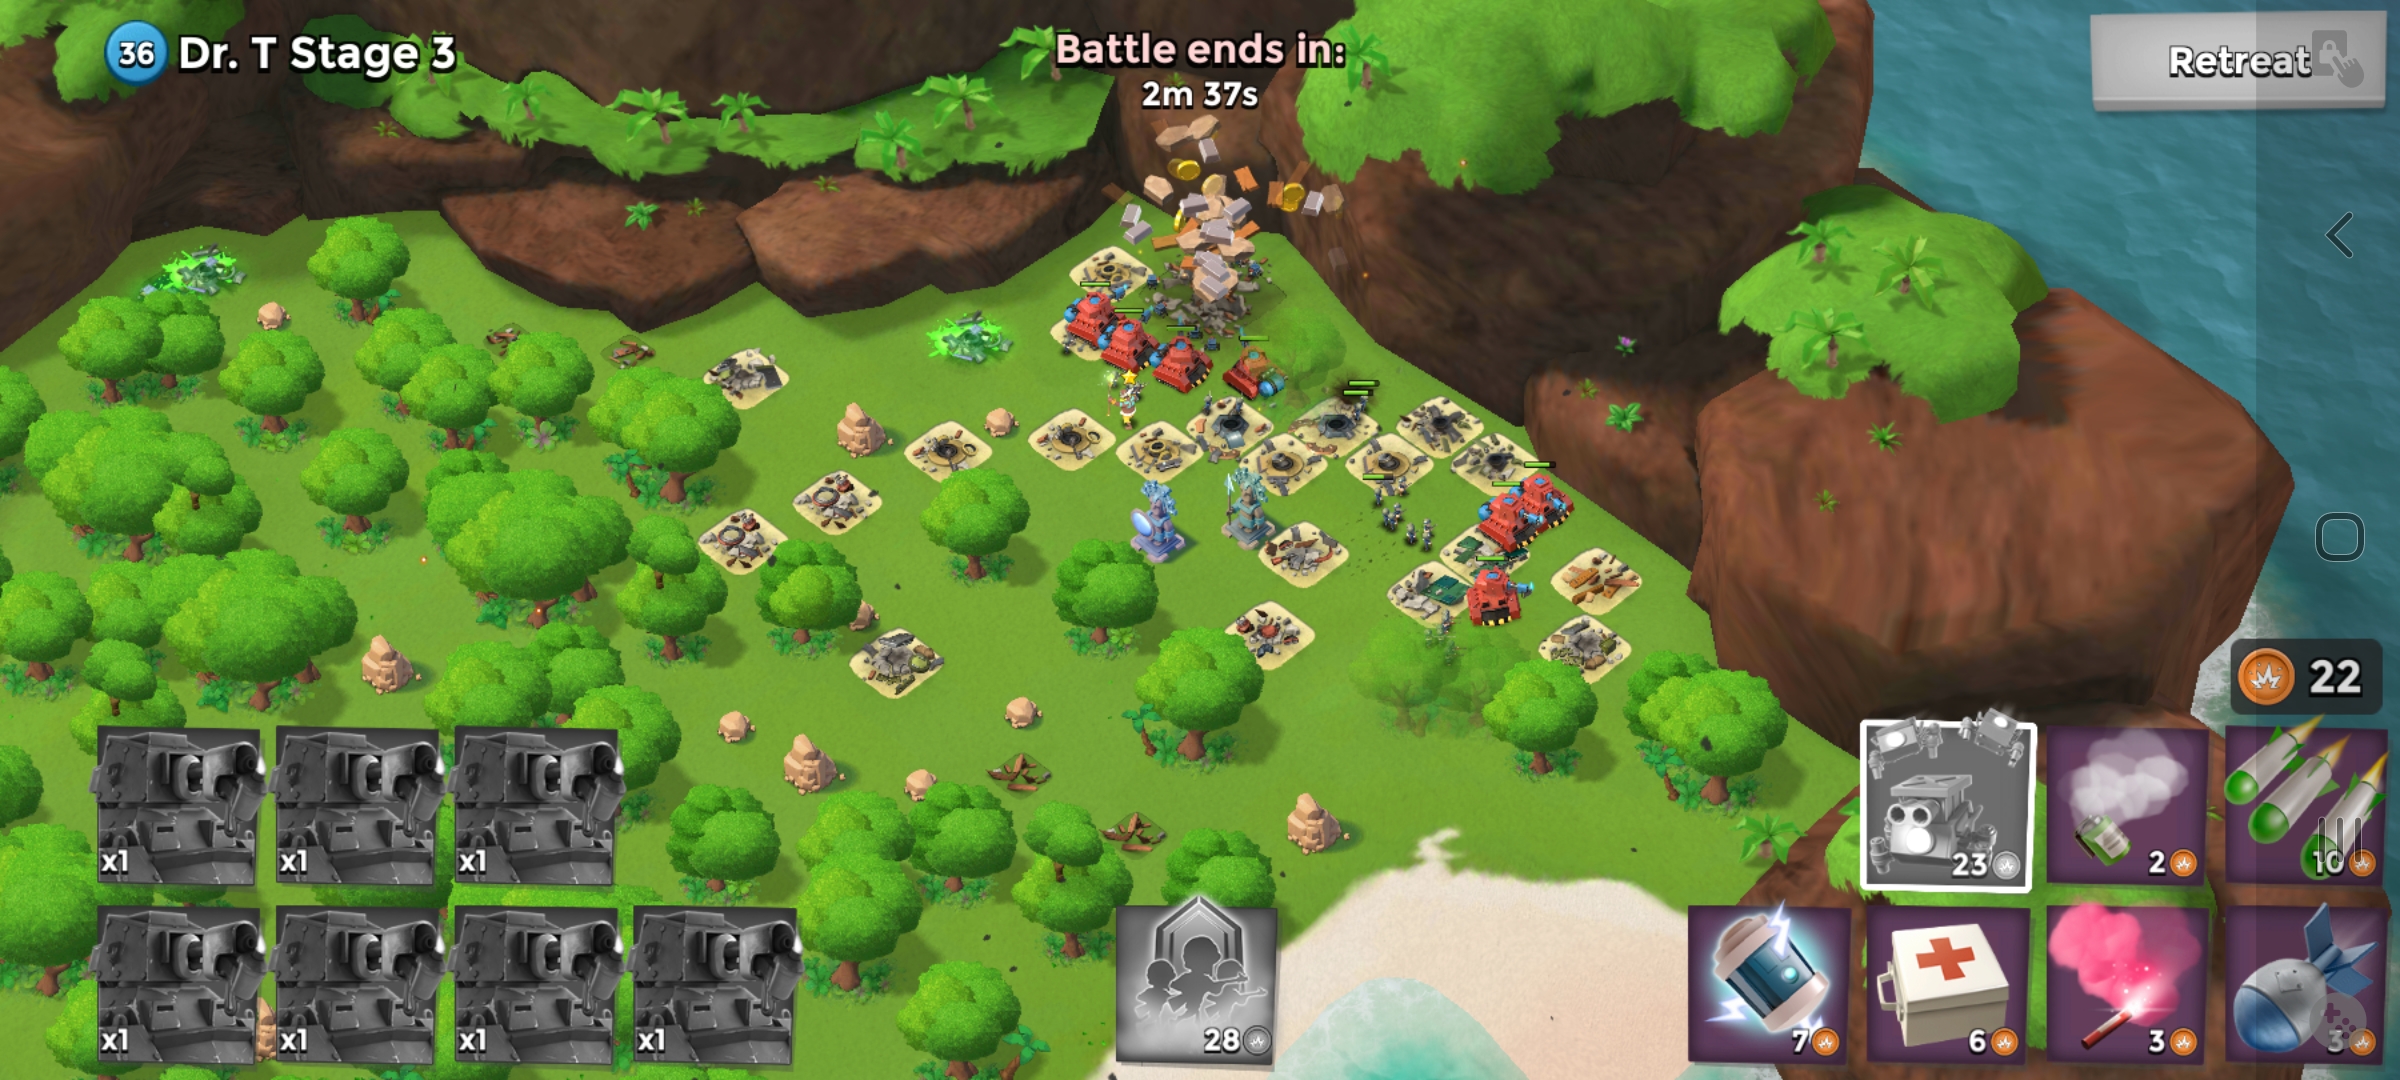 36 Dr. T Stage 3
Battle ends in:
2m 37s
Retreat
22
x1 x1 x1
23 2 10
x1 x1 x1 x1
28
7 6 3 3